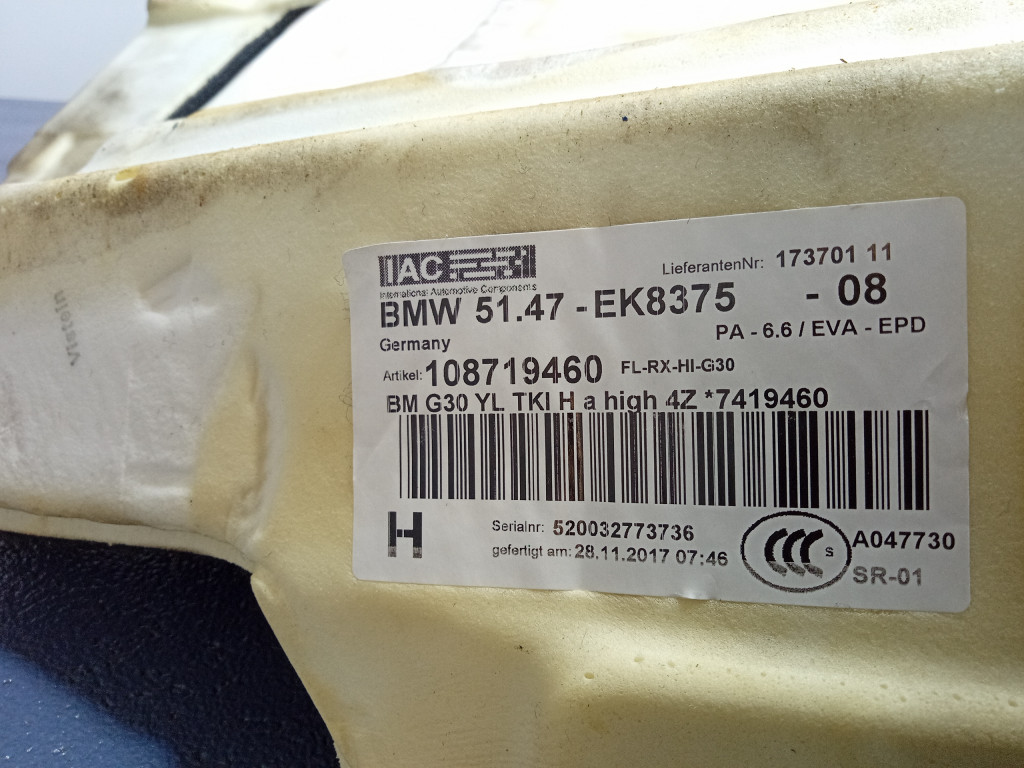 IAC
International Automotive Components
LieferantenNr: 173701 11
BMW 51.47 - EK8375 - 08
Germany
PA - 6.6 / EVA - EPD
Artikel: 108719460 FL-RX-HI-G30
BM G30 YL TKI H a high 4Z *7419460
H
Serialnr: 520032773736
gefertigt am: 28.11.2017 07:46
CCC S
A047730
SR-01